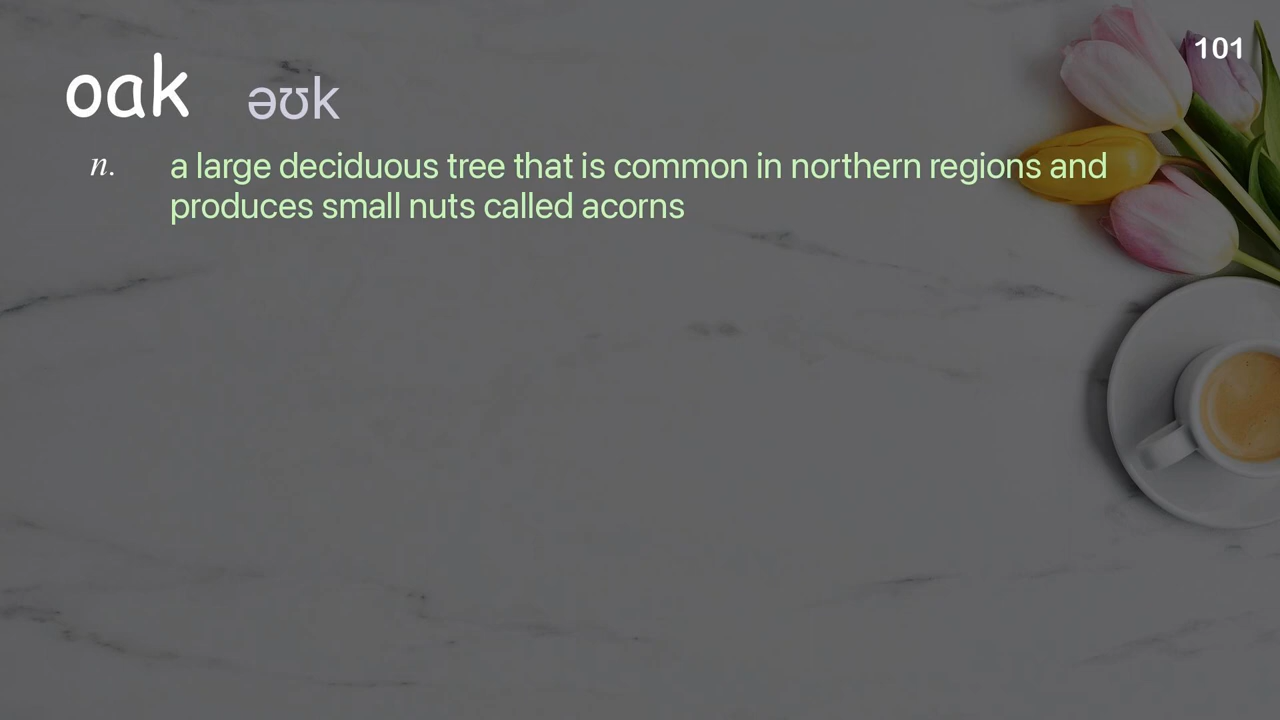 101
oak əʊk
n. a large deciduous tree that is common in northern regions and
produces small nuts called acorns